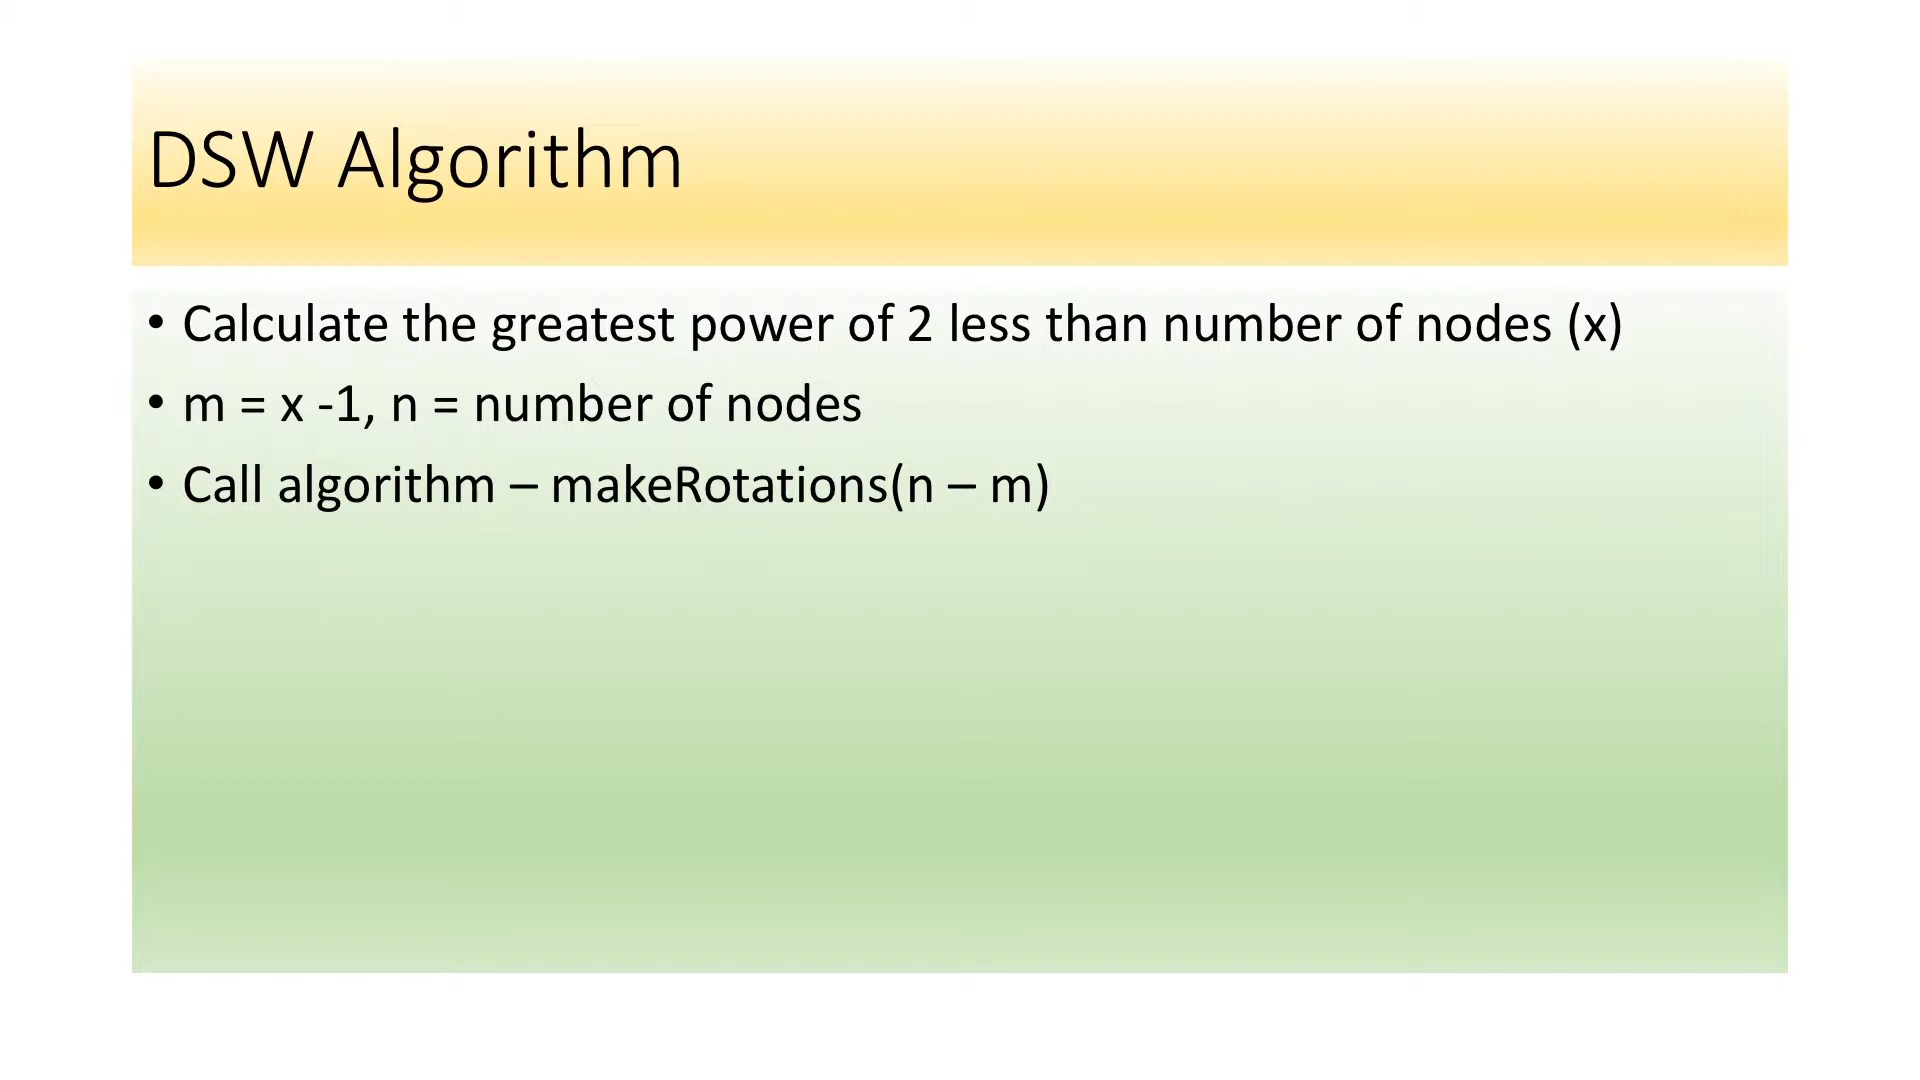 DSW Algorithm
• Calculate the greatest power of 2 less than number of nodes (x)
• m = x -1, n = number of nodes
• Call algorithm – makeRotations(n – m)